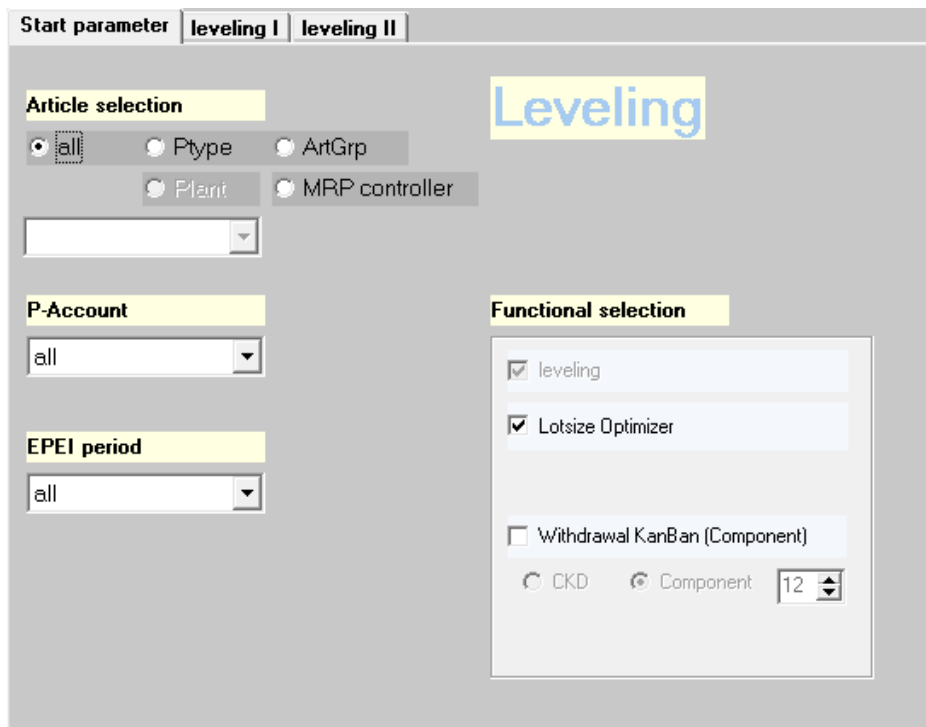 Start parameter leveling I leveling II
Article selection
Leveling
all Ptype ArtGrp
Plant MRP controller
P-Account
all
EPEI period
all
Functional selection
leveling
Lotsize Optimizer
Withdrawal KanBan (Component)
CKD Component 12